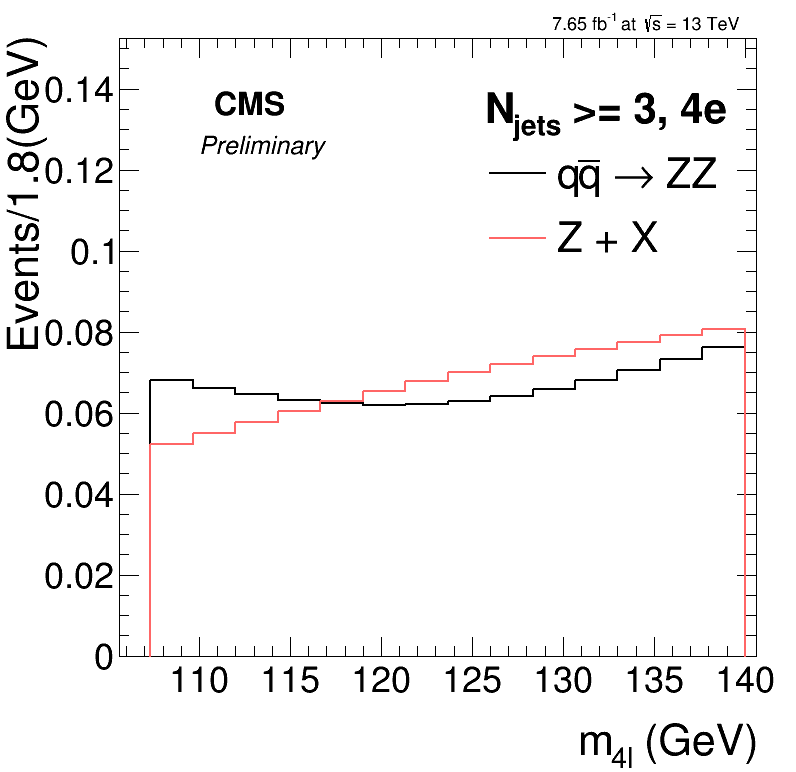 7.65 fb⁻¹ at √s = 13 TeV
CMS
Preliminary
N_jets >= 3, 4e
qq̅ → ZZ
Z + X
Events/1.8(GeV)
0.14
0.12
0.1
0.08
0.06
0.04
0.02
0
110 115 120 125 130 135 140
m_4l (GeV)